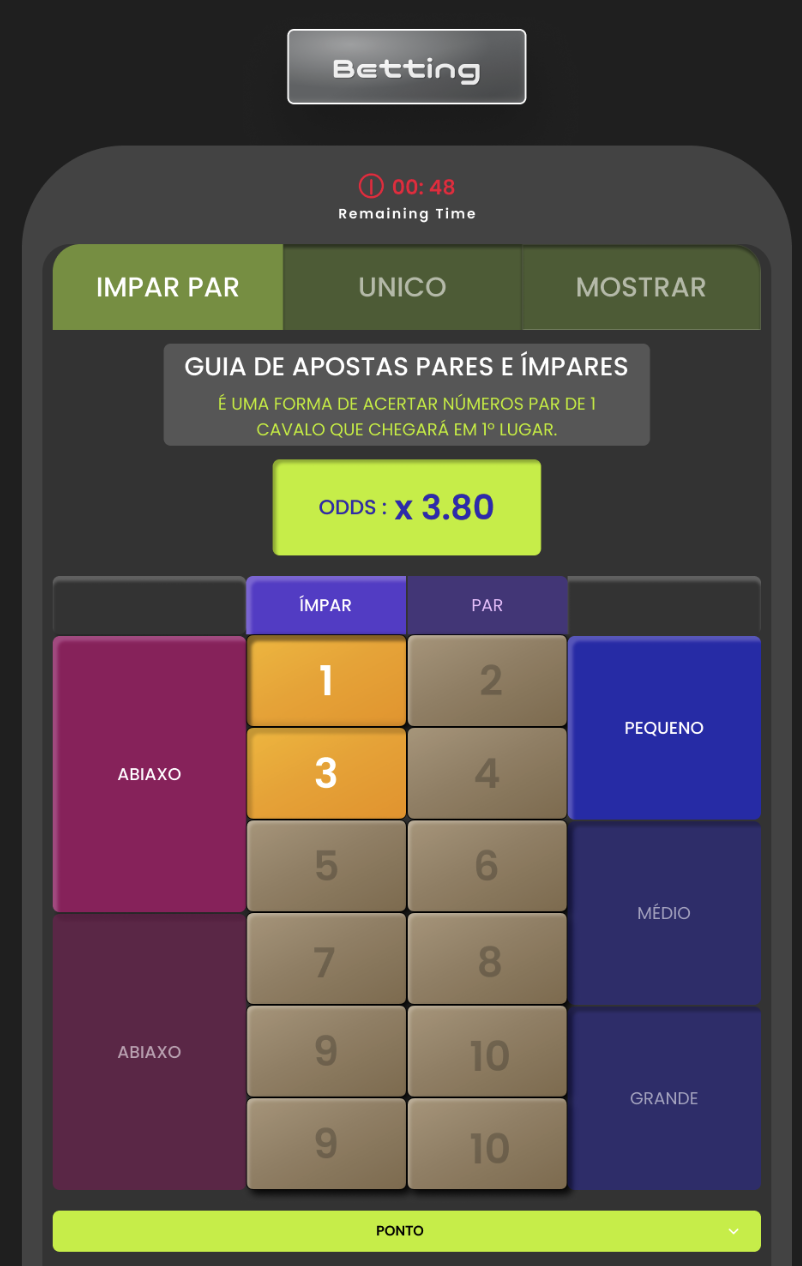 Betting
00: 48
Remaining Time
IMPAR PAR UNICO MOSTRAR
GUIA DE APOSTAS PARES E ÍMPARES
É UMA FORMA DE ACERTAR NÚMEROS PAR DE 1
CAVALO QUE CHEGARÁ EM 1º LUGAR.
ODDS : x 3.80
ÍMPAR PAR
1 2
PEQUENO
ABIAXO 3 4
5 6
MÉDIO
7 8
ABIAXO 9 10
GRANDE
9 10
PONTO